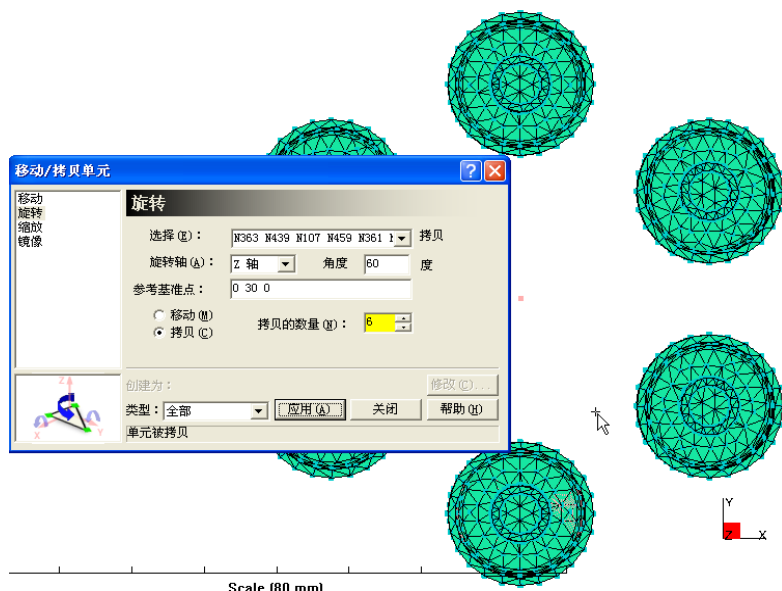 移动/拷贝单元
移动
旋转
缩放
镜像
旋转
选择(E): N363 N439 N107 N459 N361 拷贝
旋转轴(A): Z 轴 角度 60 度
参考基准点: 0 30 0
移动(M)
拷贝(C)
拷贝的数量(N): 6
创建为:
修改(C)...
类型: 全部 应用(A) 关闭 帮助(H)
单元被拷贝
Z
X
Y
Y
Z
X
Scale (80 mm)